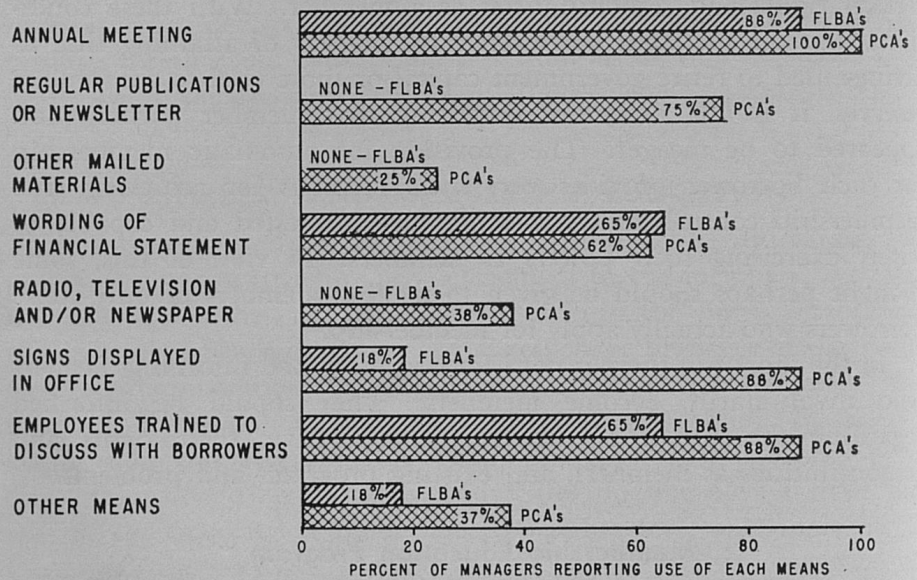 ANNUAL MEETING
88% FLBA's
100% PCA's
REGULAR PUBLICATIONS
OR NEWSLETTER
NONE - FLBA's
75% PCA's
OTHER MAILED
MATERIALS
NONE - FLBA's
25% PCA's
WORDING OF
FINANCIAL STATEMENT
65% FLBA's
62% PCA's
RADIO, TELEVISION
AND/OR NEWSPAPER
NONE - FLBA's
38% PCA's
SIGNS DISPLAYED
IN OFFICE
18% FLBA's
88% PCA's
EMPLOYEES TRAINED TO
DISCUSS WITH BORROWERS
65% FLBA's
88% PCA's
OTHER MEANS
18% FLBA's
37% PCA's
0 20 40 60 80 100
PERCENT OF MANAGERS REPORTING USE OF EACH MEANS